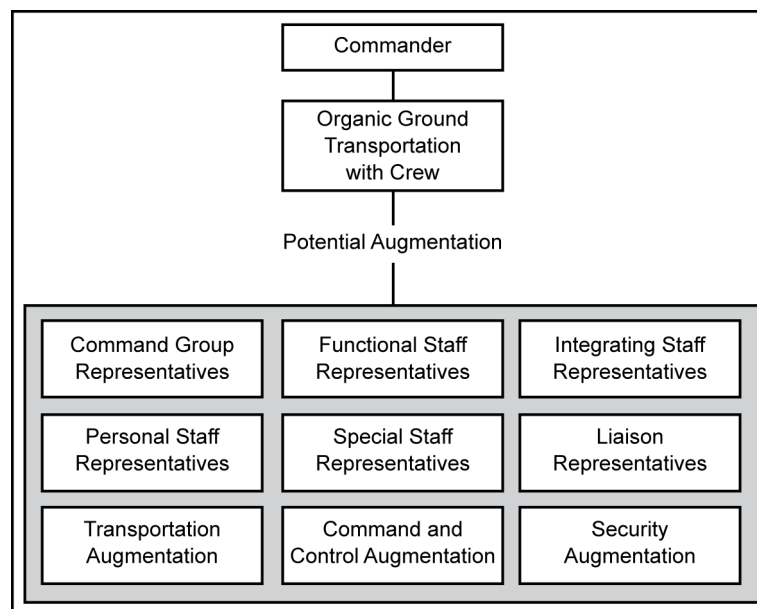 Commander
Organic Ground
Transportation
with Crew
Potential Augmentation
Command Group
Representatives
Functional Staff
Representatives
Integrating Staff
Representatives
Personal Staff
Representatives
Special Staff
Representatives
Liaison
Representatives
Transportation
Augmentation
Command and
Control Augmentation
Security
Augmentation